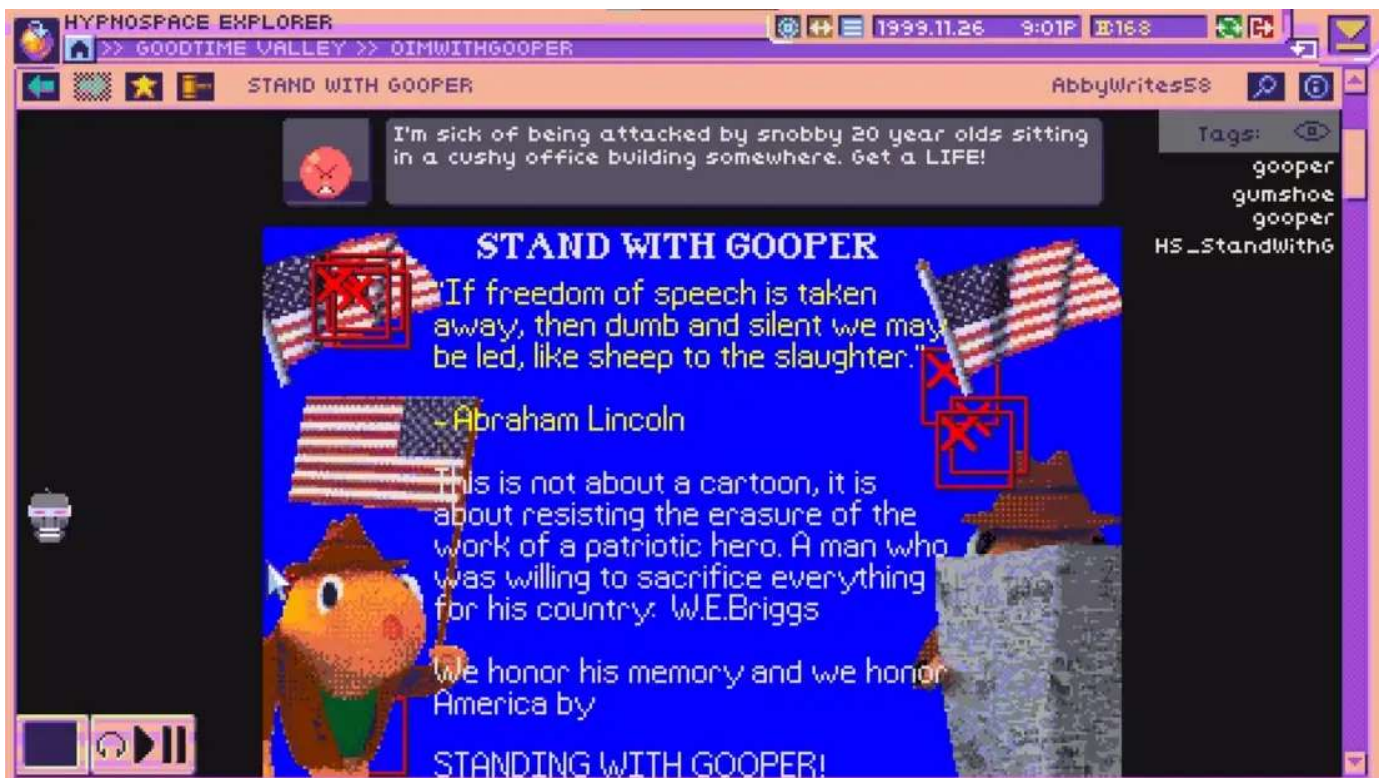 HYPNOSPACE EXPLORER
1999.11.26 9:01P 168
>> GOODTIME VALLEY >> OIMWITHGOOPER
STAND WITH GOOPER
AbbyWrites58
I'm sick of being attacked by snobby 20 year olds sitting
in a cushy office building somewhere. Get a LIFE!
Tags:
gooper
gumshoe
gooper
HS_StandWithG
STAND WITH GOOPER
"If freedom of speech is taken
away, then dumb and silent we may
be led, like sheep to the slaughter."
- Abraham Lincoln
This is not about a cartoon, it is
about resisting the erasure of the
work of a patriotic hero. A man who
was willing to sacrifice everything
for his country: W.E.Briggs
We honor his memory and we honor
America by
STANDING WITH GOOPER!